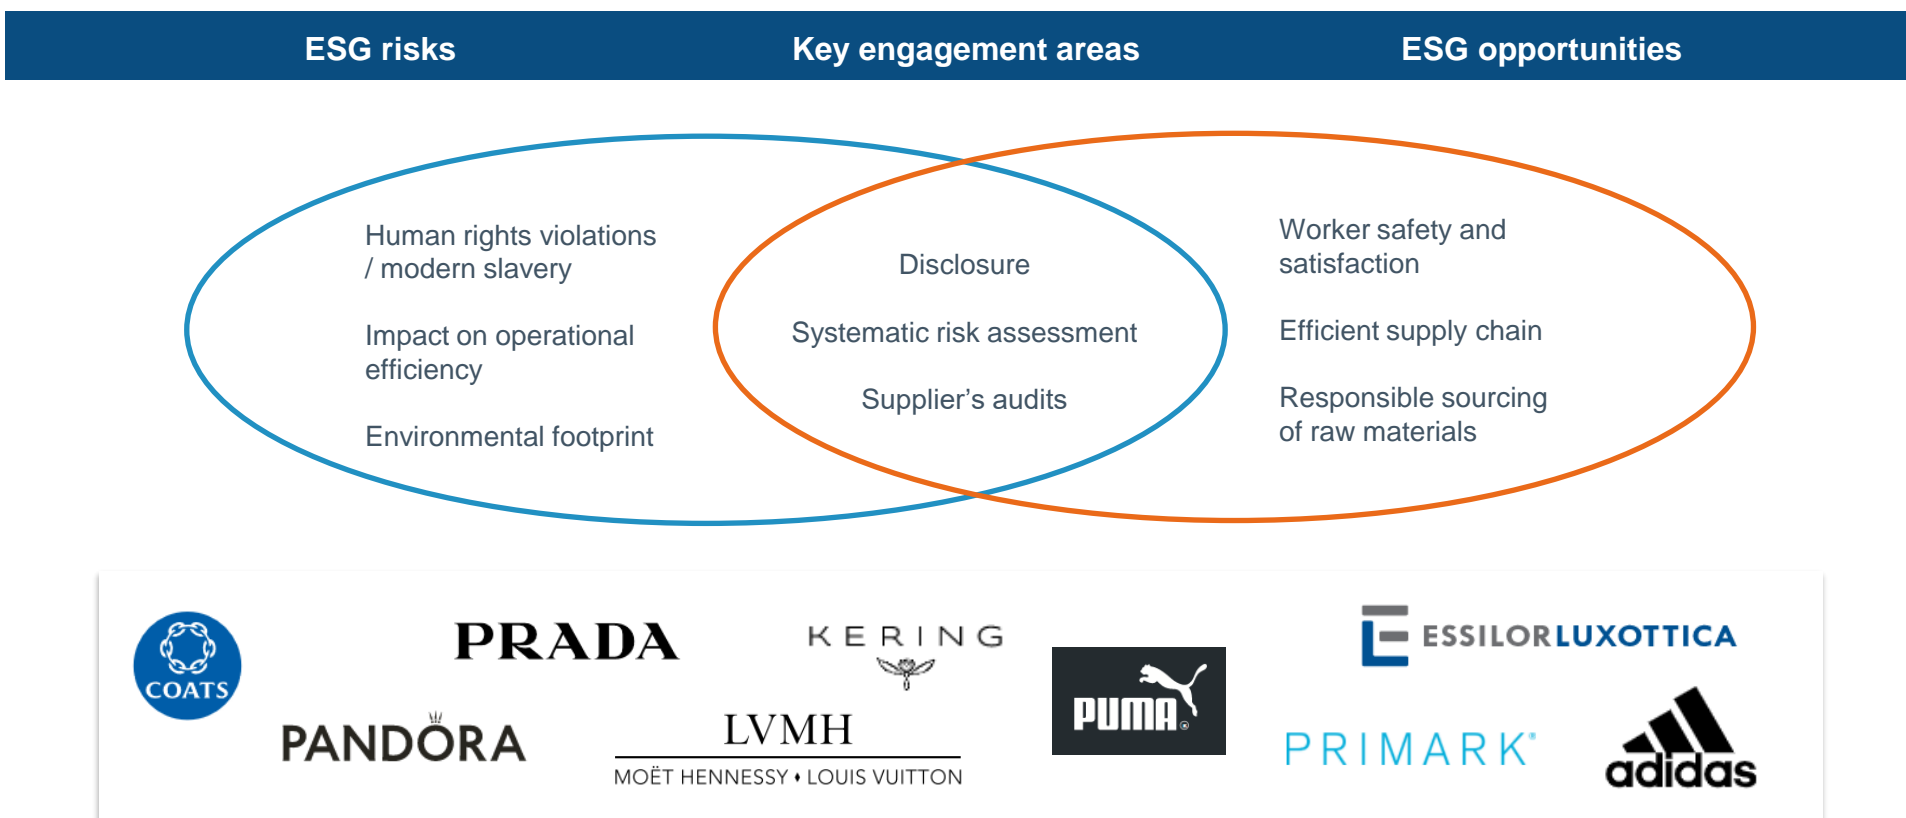 ESG risks
Key engagement areas
ESG opportunities
Human rights violations
/ modern slavery
Impact on operational
efficiency
Environmental footprint
Disclosure
Systematic risk assessment
Supplier’s audits
Worker safety and
satisfaction
Efficient supply chain
Responsible sourcing
of raw materials
COATS
PRADA
KERING
PUMA®
ESSILORLUXOTTICA
PANDÖRA
LVMH
MOËT HENNESSY ♦ LOUIS VUITTON
PRIMARK®
adidas